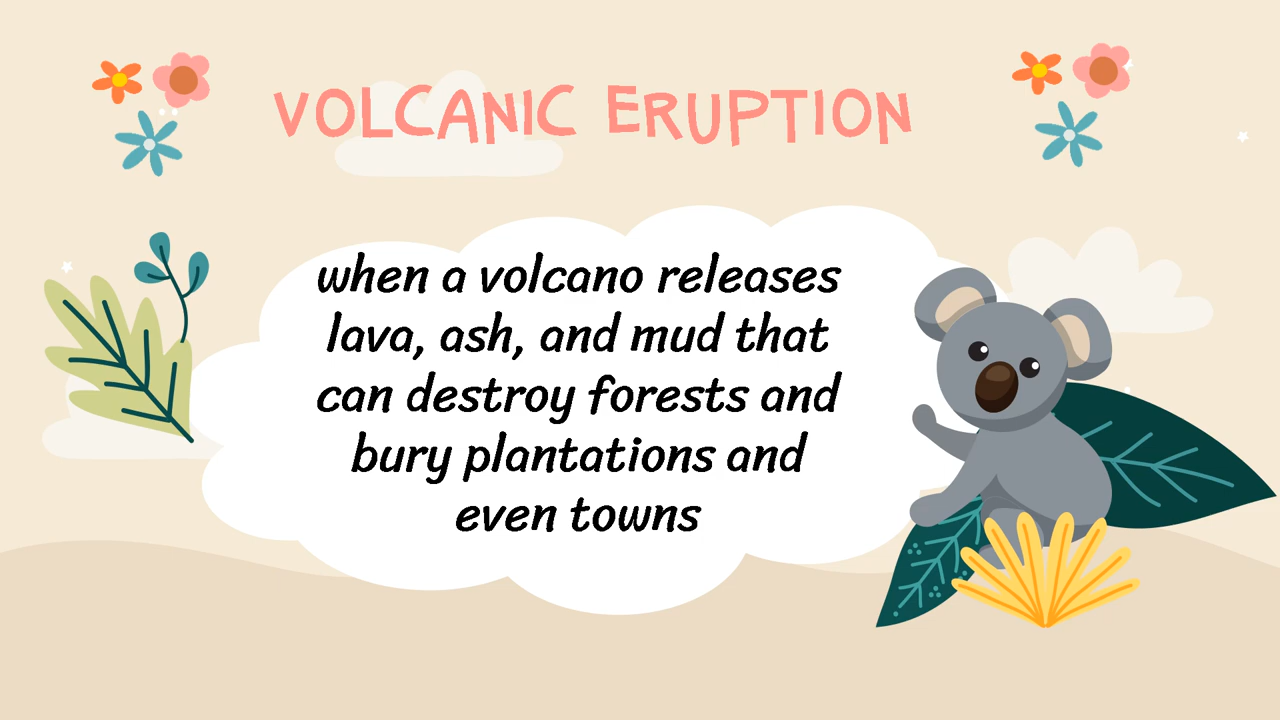 VOLCANIC ERUPTION
when a volcano releases
lava, ash, and mud that
can destroy forests and
bury plantations and
even towns